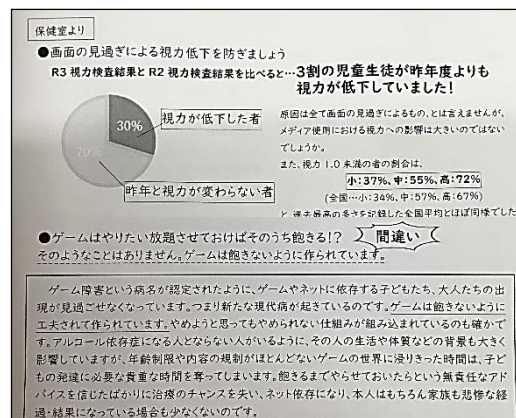 保健室より
●画面の見過ぎによる視力低下を防ぎましょう
R3 視力検査結果と R2 視力検査結果を比べると…3割の児童生徒が昨年度よりも
視力が低下していました!
30%
視力が低下した者
70%
昨年と視力が変わらない者
原因は全て画面の見過ぎによるもの、とは言えませんが、
メディア使用における視力への影響は大きいのではない
でしょうか。
また、視力 1.0 未満の者の割合は、
小:37%、中:55%、高:72%
(全国…小:34%、中:57%、高:67%)
と、過去最高の多さを記録した全国平均とほぼ同様でした
●ゲームはやりたい放題させておけばそのうち飽きる!?
間違い
そのようなことはありません。ゲームは飽きないように作られています。
ゲーム障害という病名が認定されたように、ゲームやネットに依存する子どもたち、大人たちの出
現が見過ごせなくなっています。つまり新たな現代病が起きているのです。ゲームは飽きないように
工夫されて作られています。やめようと思ってもやめられない仕組みが組み込まれているのも確かで
す。アルコール依存症になる人とならない人がいるように、その人の生活や体質などの背景も大きく
影響していますが、年齢制限や内容の規制がほとんどないゲームの世界に浸りきった時間は、子ど
もの発達に必要な貴重な時間を奪ってしまいます。飽きるまでやらせておいたらという無責任なアド
バイスを信じたばかりに治療のチャンスを失い、ネット依存になり、本人はもちろん家族も悲惨な経
過・結果になっている場合も少なくないのです。